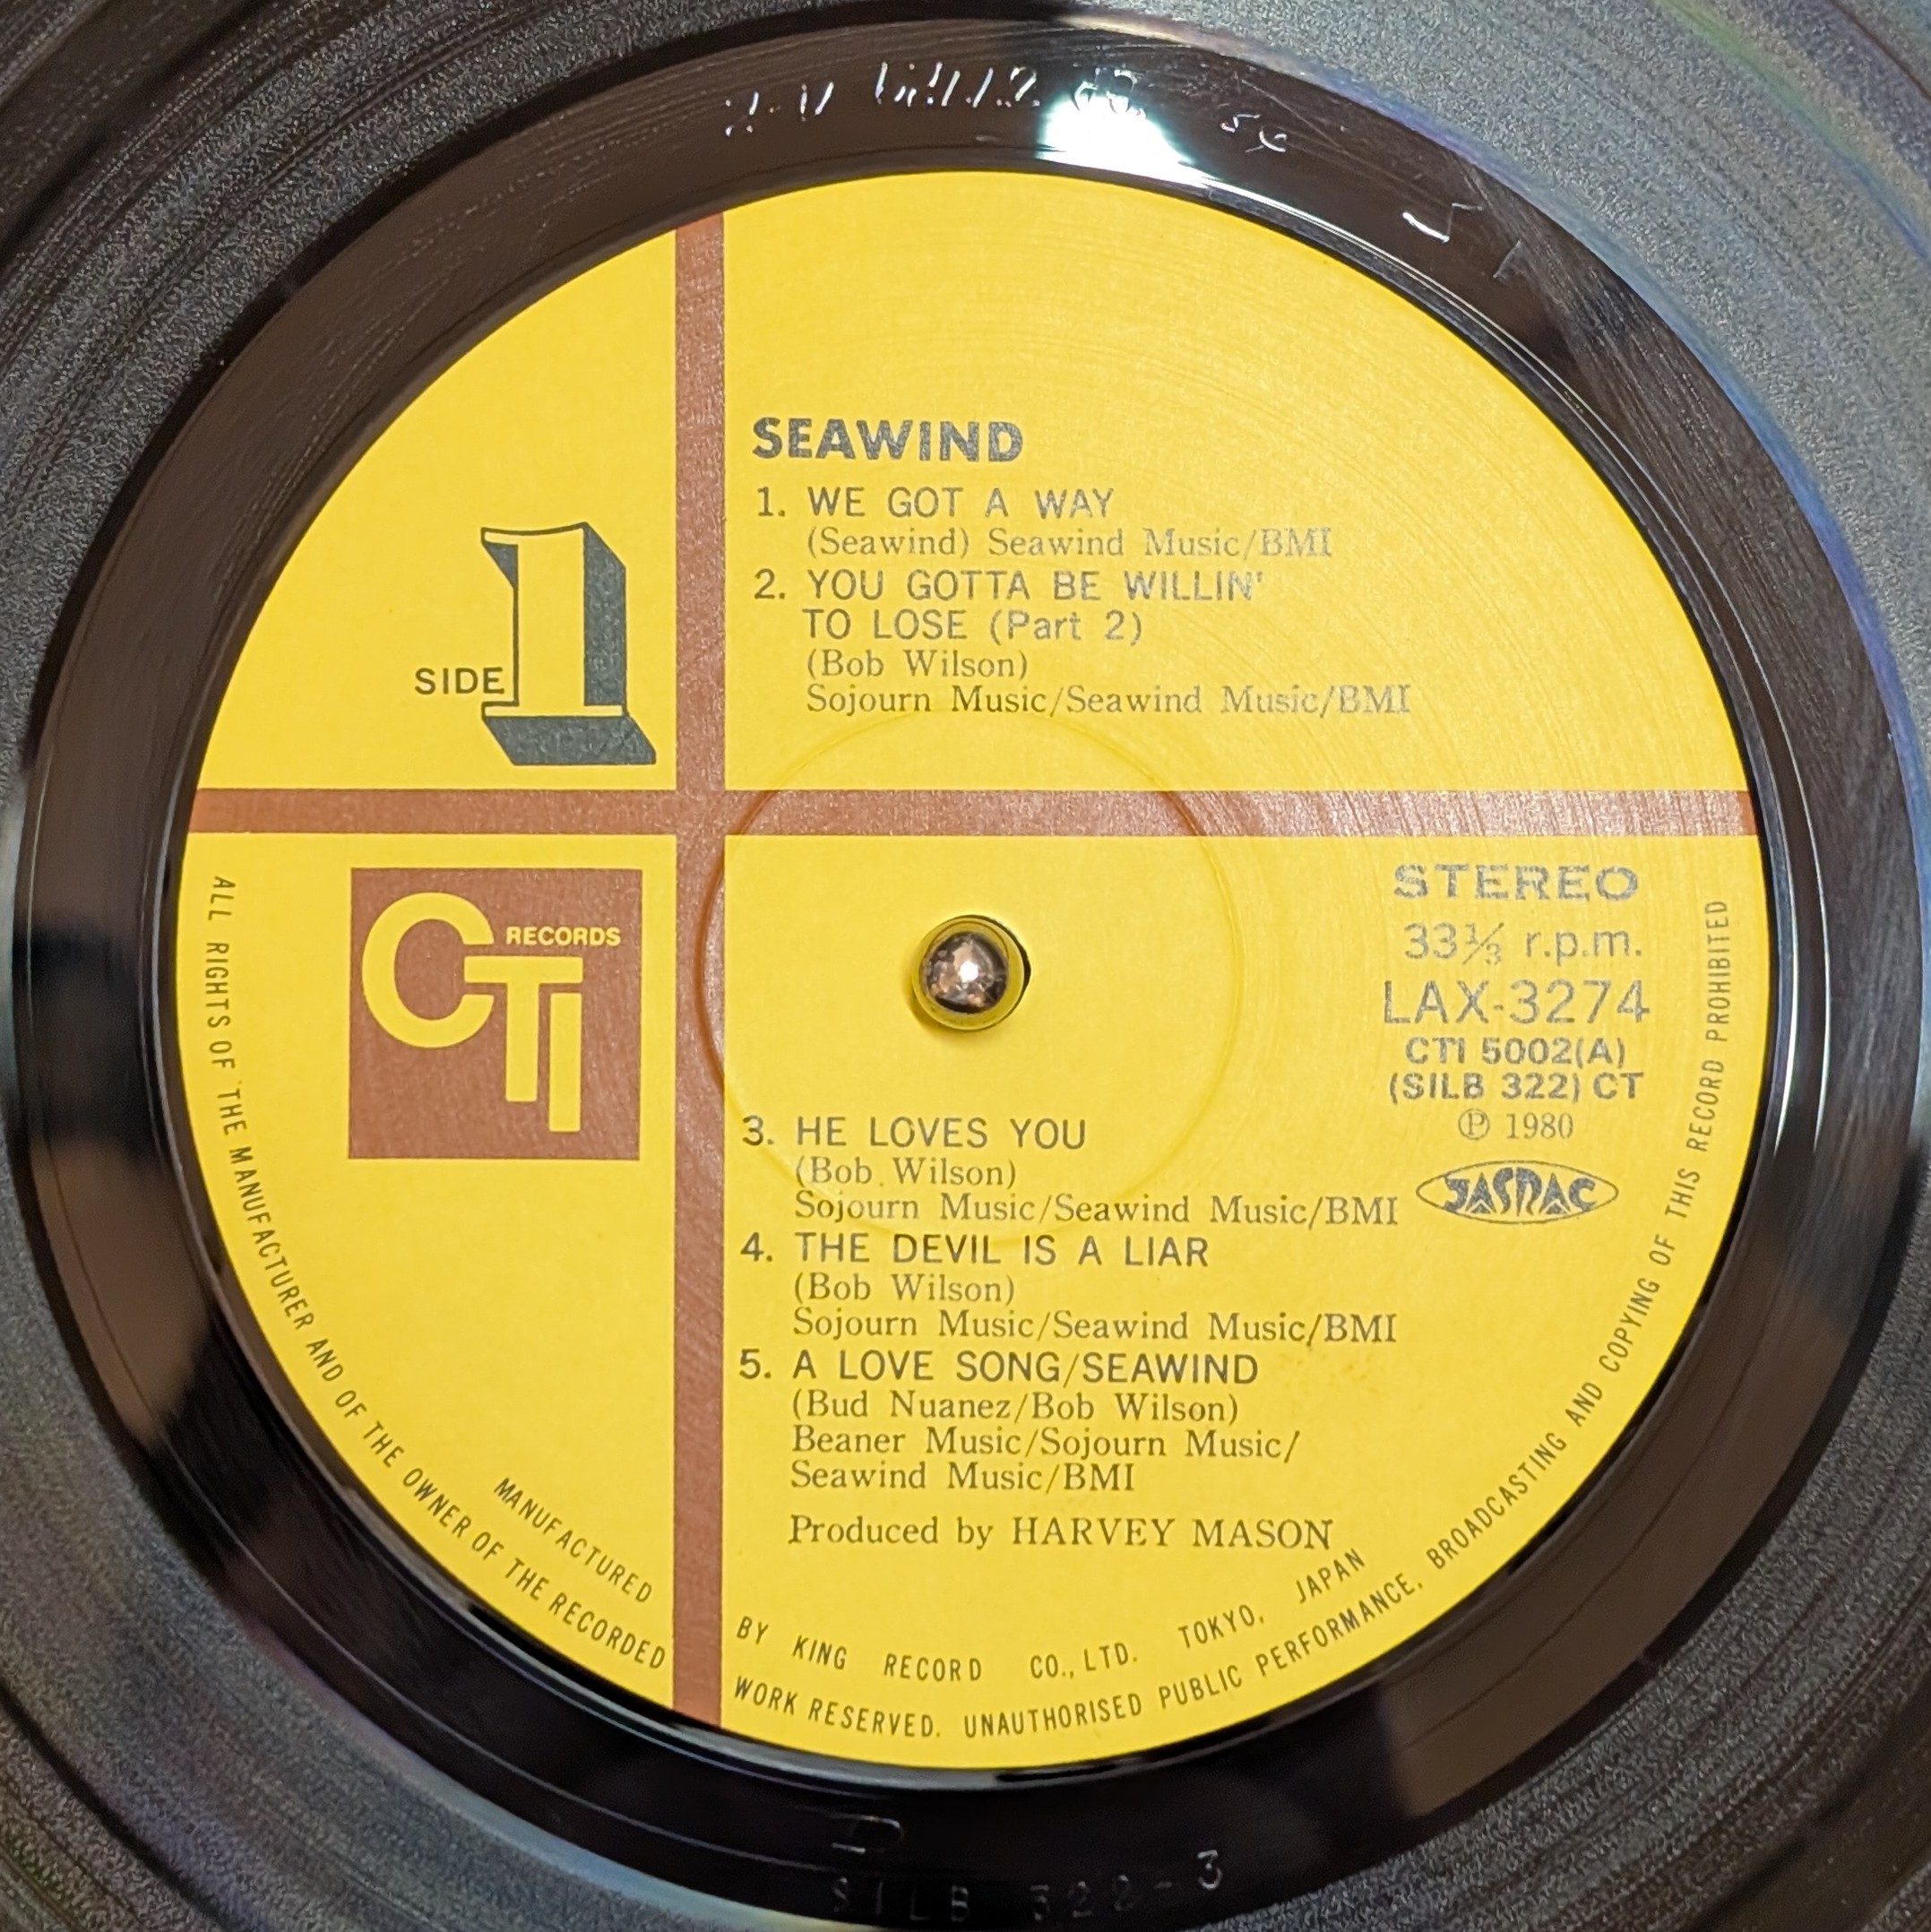 SEAWIND
1. WE GOT A WAY
(Seawind) Seawind Music/BMI
2. YOU GOTTA BE WILLIN'
TO LOSE (Part 2)
(Bob Wilson)
Sojourn Music/Seawind Music/BMI
SIDE 1
CTI RECORDS
STEREO
33⅓ r.p.m.
LAX-3274
CTI 5002(A)
(SILB 322) CT
℗ 1980
JASRAC
3. HE LOVES YOU
(Bob Wilson)
Sojourn Music/Seawind Music/BMI
4. THE DEVIL IS A LIAR
(Bob Wilson)
Sojourn Music/Seawind Music/BMI
5. A LOVE SONG/SEAWIND
(Bud Nuanez/Bob Wilson)
Beaner Music/Sojourn Music/
Seawind Music/BMI
Produced by HARVEY MASON
MANUFACTURED BY KING RECORD CO., LTD. TOKYO, JAPAN
ALL RIGHTS OF THE MANUFACTURER AND OF THE OWNER OF THE RECORDED WORK RESERVED. UNAUTHORISED PUBLIC PERFORMANCE, BROADCASTING AND COPYING OF THIS RECORD PROHIBITED
SILB 322-3